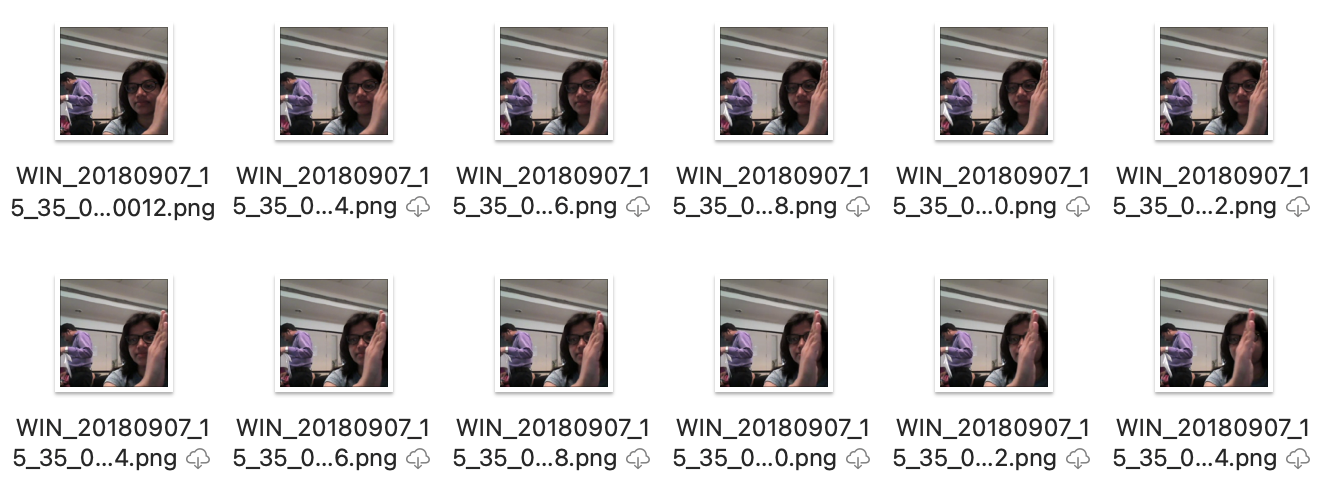 WIN_20180907_1 WIN_20180907_1 WIN_20180907_1 WIN_20180907_1 WIN_20180907_1 WIN_20180907_1
5_35_0...0012.png 5_35_0...4.png 5_35_0...6.png 5_35_0...8.png 5_35_0...0.png 5_35_0...2.png
WIN_20180907_1 WIN_20180907_1 WIN_20180907_1 WIN_20180907_1 WIN_20180907_1 WIN_20180907_1
5_35_0...4.png 5_35_0...6.png 5_35_0...8.png 5_35_0...0.png 5_35_0...2.png 5_35_0...4.png